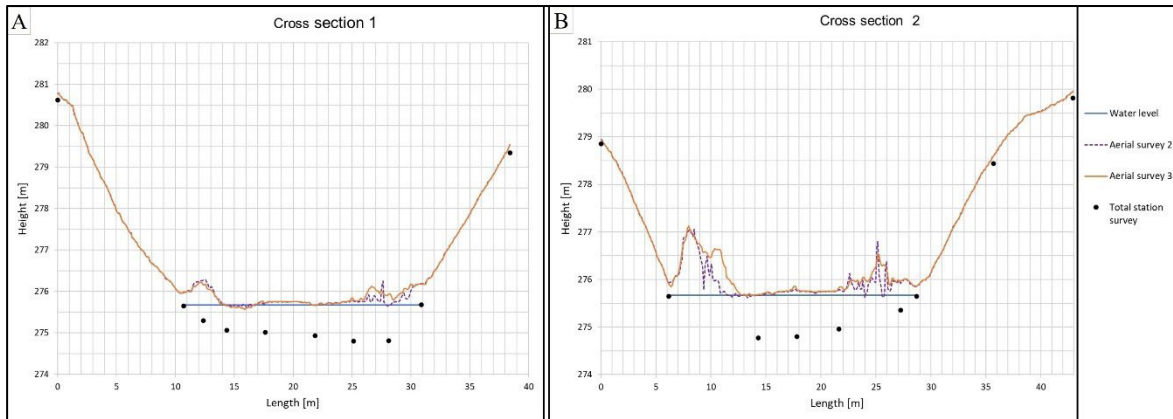 A
Cross section 1
282
281
280
279
278
277
276
275
274
Height [m]
0 5 10 15 20 25 30 35 40
Length [m]
B
Cross section 2
281
280
279
278
277
276
275
274
Height [m]
0 5 10 15 20 25 30 35 40
Length [m]
Water level
Aerial survey 2
Aerial survey 3
Total station
survey